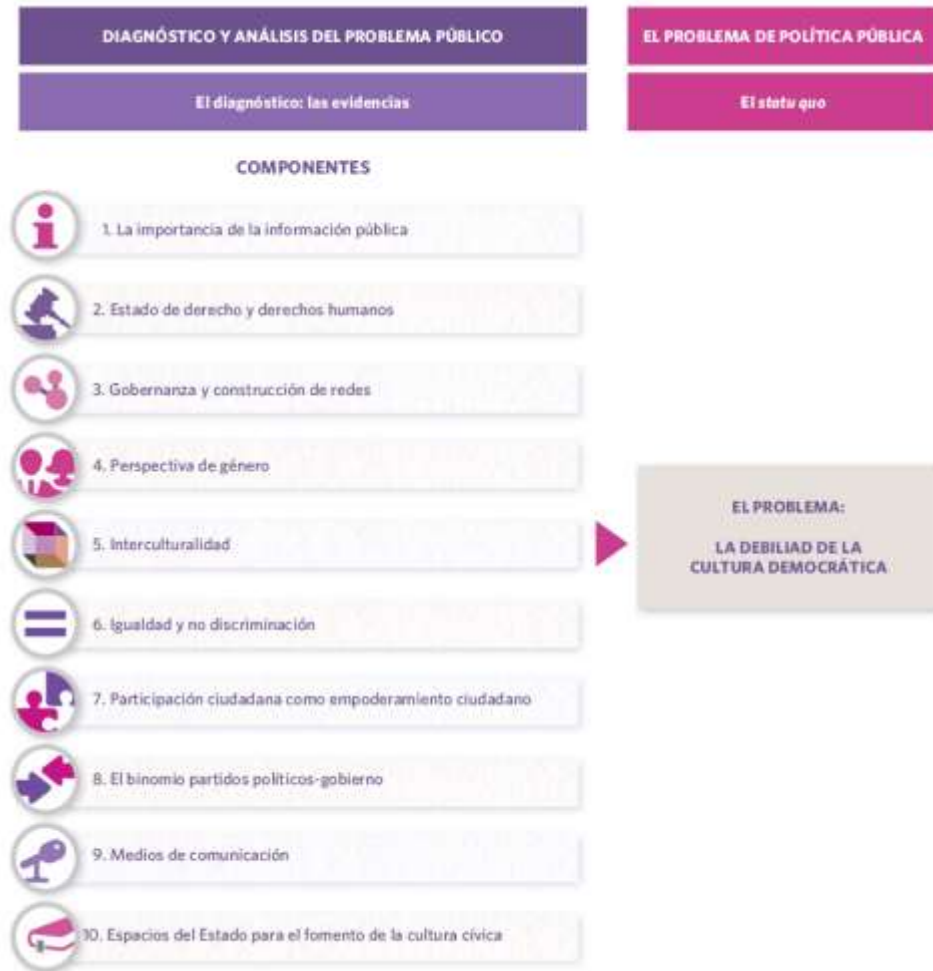 DIAGNÓSTICO Y ANÁLISIS DEL PROBLEMA PÚBLICO
El diagnóstico: las evidencias
COMPONENTES
1. La importancia de la información pública
2. Estado de derecho y derechos humanos
3. Gobernanza y construcción de redes
4. Perspectiva de género
5. Interculturalidad
6. Igualdad y no discriminación
7. Participación ciudadana como empoderamiento ciudadano
8. El binomio partidos políticos-gobierno
9. Medios de comunicación
10. Espacios del Estado para el fomento de la cultura cívica
EL PROBLEMA DE POLÍTICA PÚBLICA
El statu quo
EL PROBLEMA:
LA DEBILIAD DE LA
CULTURA DEMOCRÁTICA